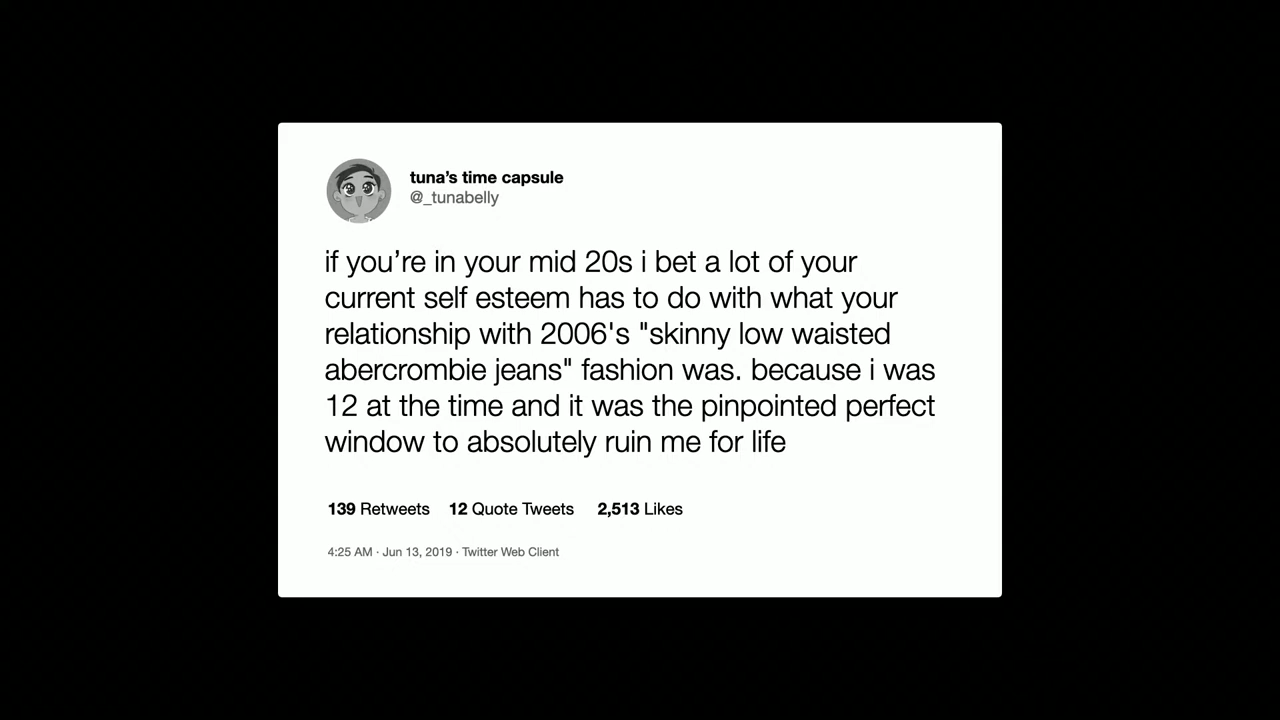 tuna’s time capsule
@_tunabelly
if you’re in your mid 20s i bet a lot of your
current self esteem has to do with what your
relationship with 2006's "skinny low waisted
abercrombie jeans" fashion was. because i was
12 at the time and it was the pinpointed perfect
window to absolutely ruin me for life
139 Retweets 12 Quote Tweets 2,513 Likes
4:25 AM · Jun 13, 2019 · Twitter Web Client